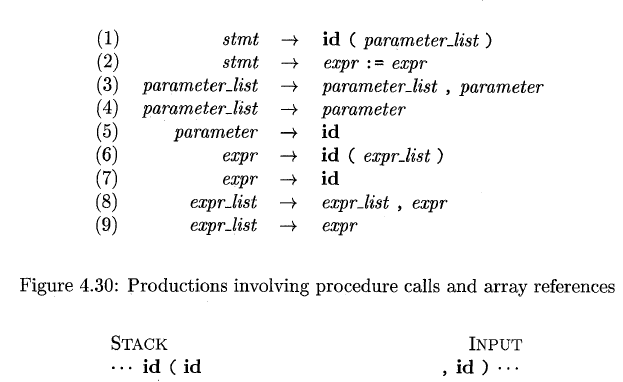 (1) stmt → id ( parameter_list )
(2) stmt → expr := expr
(3) parameter_list → parameter_list , parameter
(4) parameter_list → parameter
(5) parameter → id
(6) expr → id ( expr_list )
(7) expr → id
(8) expr_list → expr_list , expr
(9) expr_list → expr
Figure 4.30: Productions involving procedure calls and array references
STACK INPUT
··· id ( id , id ) ···